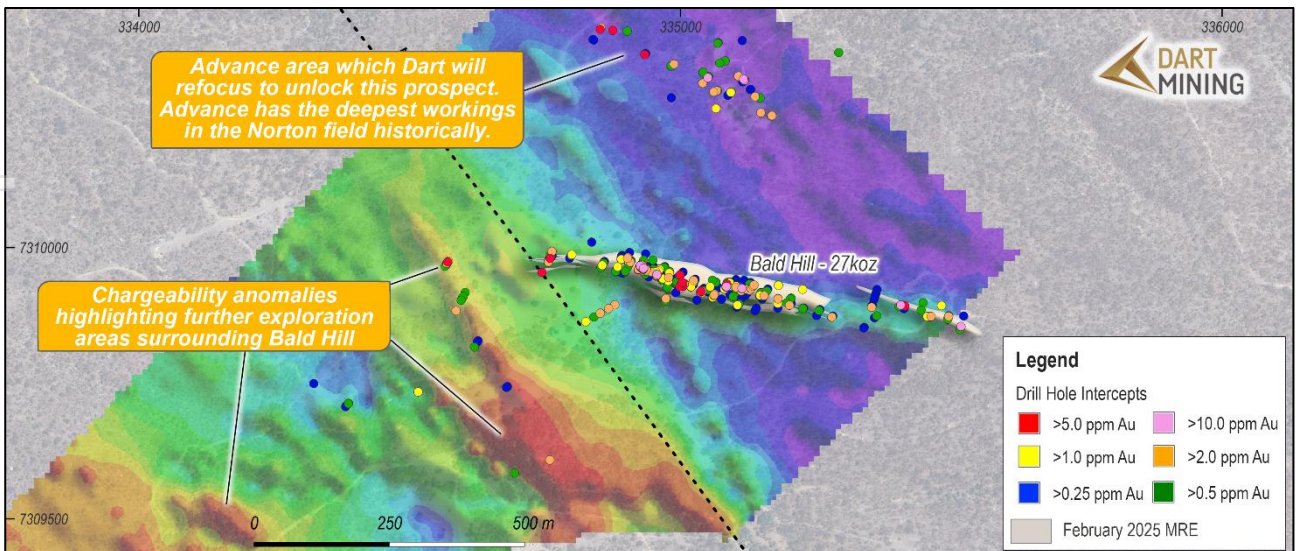 334000
335000
336000
Advance area which Dart will
refocus to unlock this prospect.
Advance has the deepest workings
in the Norton field historically.
DART
MINING
7310000
Bald Hill - 27koz
Chargeability anomalies
highlighting further exploration
areas surrounding Bald Hill
7309500
0 250 500 m
Legend
Drill Hole Intercepts
>5.0 ppm Au
>10.0 ppm Au
>1.0 ppm Au
>2.0 ppm Au
>0.25 ppm Au
>0.5 ppm Au
February 2025 MRE